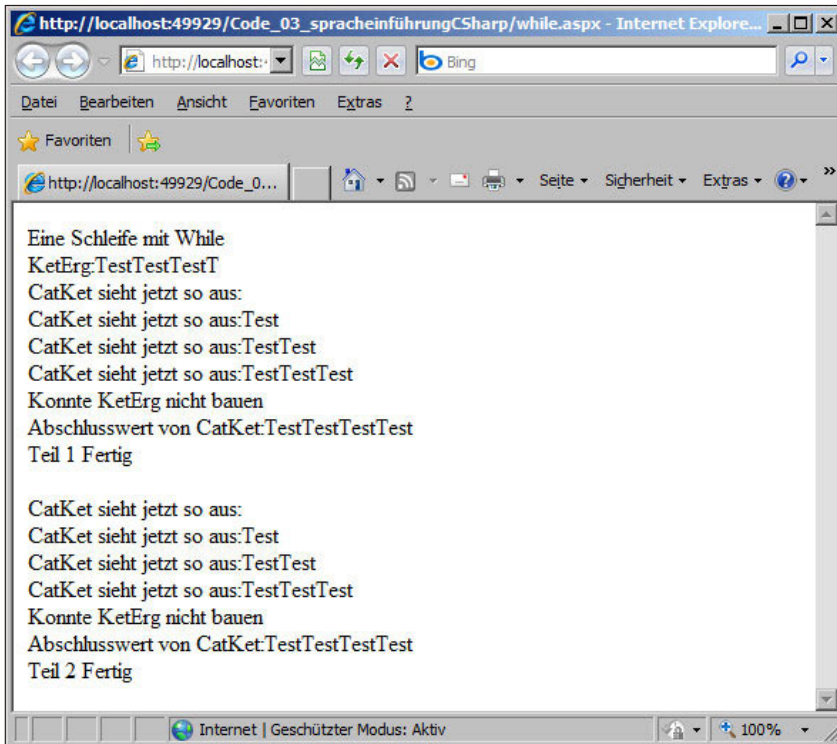 http://localhost:49929/Code_03_spracheinführungCSharp/while.aspx - Internet Explore...
http://localhost:
Bing
Datei Bearbeiten Ansicht Favoriten Extras ?
Favoriten
http://localhost:49929/Code_0...
Seite Sicherheit Extras »
Eine Schleife mit While
KetErg:TestTestTestT
CatKet sieht jetzt so aus:
CatKet sieht jetzt so aus:Test
CatKet sieht jetzt so aus:TestTest
CatKet sieht jetzt so aus:TestTestTest
Konnte KetErg nicht bauen
Abschlusswert von CatKet:TestTestTestTest
Teil 1 Fertig
CatKet sieht jetzt so aus:
CatKet sieht jetzt so aus:Test
CatKet sieht jetzt so aus:TestTest
CatKet sieht jetzt so aus:TestTestTest
Konnte KetErg nicht bauen
Abschlusswert von CatKet:TestTestTestTest
Teil 2 Fertig
Internet | Geschützter Modus: Aktiv
100%